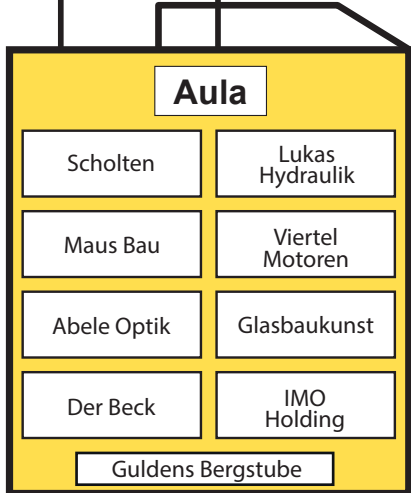 Aula
Scholten
Lukas
Hydraulik
Maus Bau
Viertel
Motoren
Abele Optik
Glasbaukunst
Der Beck
IMO
Holding
Guldens Bergstube